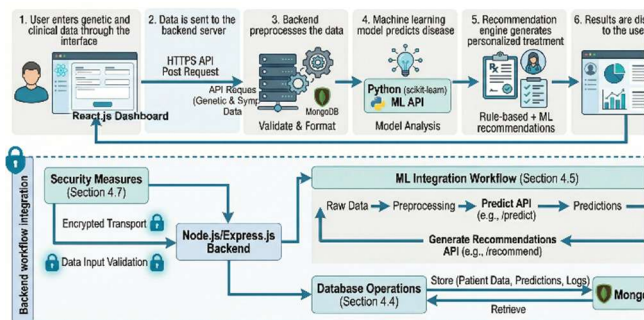 1. User enters genetic and
clinical data through the
interface
React.js Dashboard
2. Data is sent to the
backend server
HTTPS API
Post Request
API Reques
(Genetic & Symp
Data
3. Backend
preprocesses the data
MongoDB
Validate & Format
4. Machine learning
model predicts disease
Python (scikit-learn)
ML API
Model Analysis
5. Recommendation
engine generates
personalized treatment
Rule-based + ML
recommendations
6. Results are dis
to the use
Backend workflow integration
Security Measures
(Section 4.7)
Encrypted Transport
Data Input Validation
Node.js/Express.js
Backend
ML Integration Workflow (Section 4.5)
Raw Data
Preprocessing
Predict API
(e.g., /predict)
Predictions
Generate Recommendations
API (e.g., /recommend)
Database Operations
(Section 4.4)
Store (Patient Data, Predictions, Logs)
Retrieve
Mong